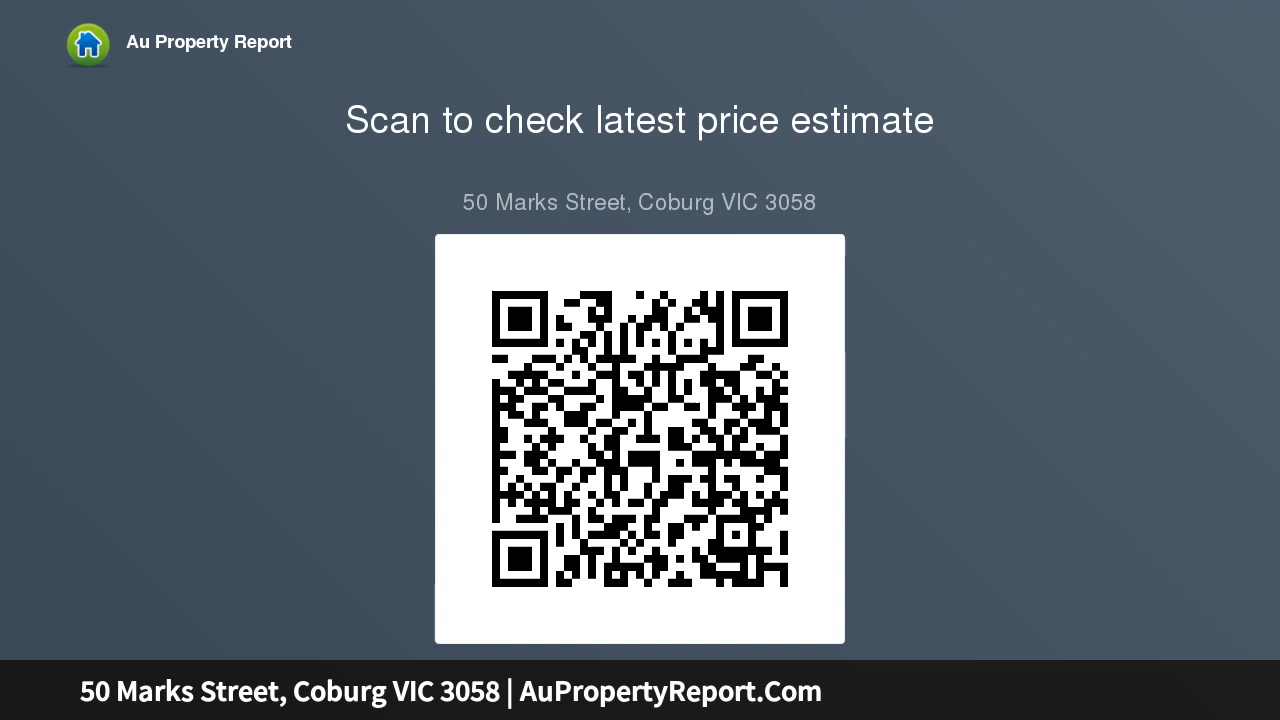 Au Property Report
Scan to check latest price estimate
50 Marks Street, Coburg VIC 3058
50 Marks Street, Coburg VIC 3058 | AuPropertyReport.Com